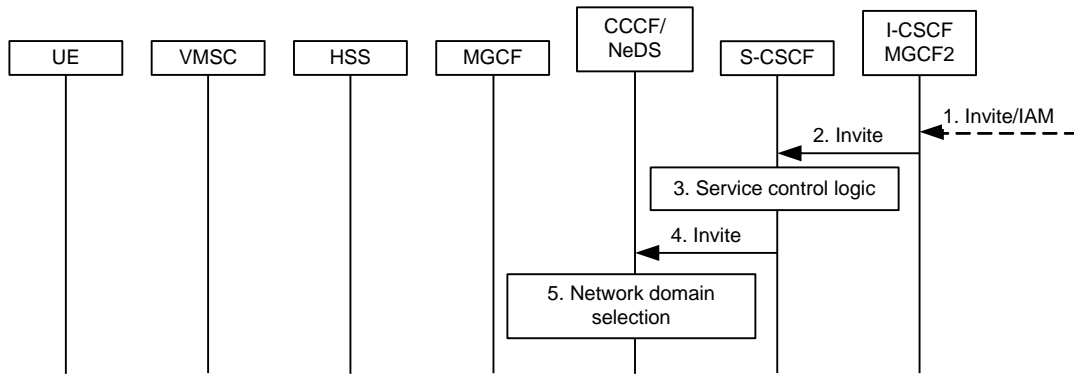 UE
VMSC
HSS
MGCF
CCCF/
NeDS
S-CSCF
I-CSCF
MGCF2
1. Invite/IAM
2. Invite
3. Service control logic
4. Invite
5. Network domain
selection